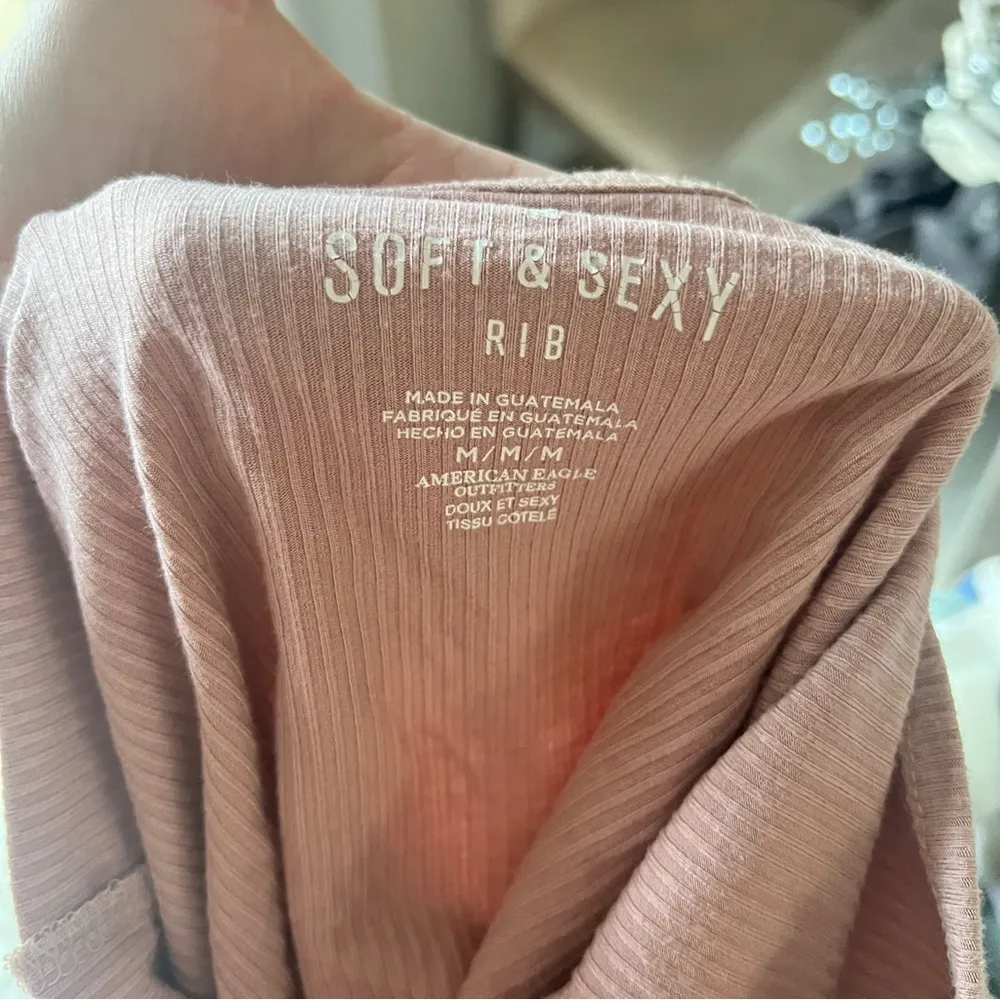 SOFT & SEXY
RIB
MADE IN GUATEMALA
FABRIQUÉ EN GUATEMALA
HECHO EN GUATEMALA
M/M/M
AMERICAN EAGLE
OUTFITTERS
DOUX ET SEXY
TISSU CÔTELÉ